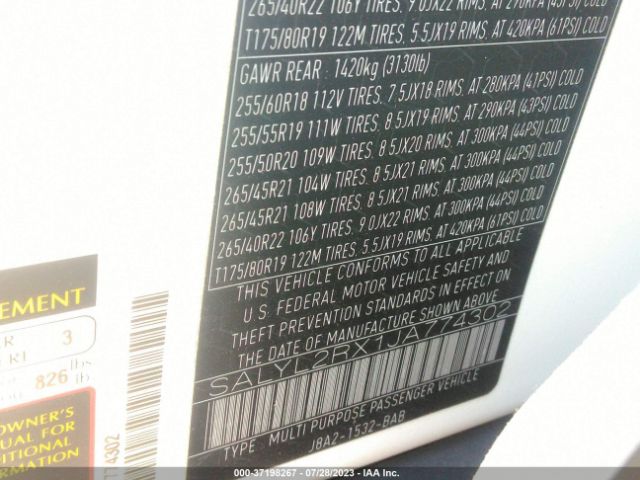 265/40R22 106Y TIRES, 9.0JX22 RIMS, AT 290KPA (43PSI) COLD
T175/80R19 122M TIRES, 5.5JX19 RIMS, AT 420KPA (61PSI) COLD
GAWR REAR : 1420kg (3130lb)
255/60R18 112V TIRES, 7.5JX18 RIMS, AT 280KPA (41PSI) COLD
255/55R19 111W TIRES, 8.5JX19 RIMS, AT 290KPA (43PSI) COLD
255/50R20 109W TIRES, 8.5JX20 RIMS, AT 300KPA (44PSI) COLD
265/45R21 104W TIRES, 8.5JX21 RIMS, AT 300KPA (44PSI) COLD
265/45R21 108W TIRES, 8.5JX21 RIMS, AT 300KPA (44PSI) COLD
265/40R22 106Y TIRES, 9.0JX22 RIMS, AT 300KPA (44PSI) COLD
T175/80R19 122M TIRES, 5.5JX19 RIMS, AT 420KPA (61PSI) COLD
THIS VEHICLE CONFORMS TO ALL APPLICABLE
U.S. FEDERAL MOTOR VEHICLE SAFETY AND
THEFT PREVENTION STANDARDS IN EFFECT ON
THE DATE OF MANUFACTURE SHOWN ABOVE
SALYL2RX1JA774302
TYPE : MULTI PURPOSE PASSENGER VEHICLE
J8A2-1532-BAB
EMENT
3
826 lbs
OWNER'S
UAL FOR
ITIONAL
RMATION
774302
000-37198267 / 07/28/2023 / IAA Inc.